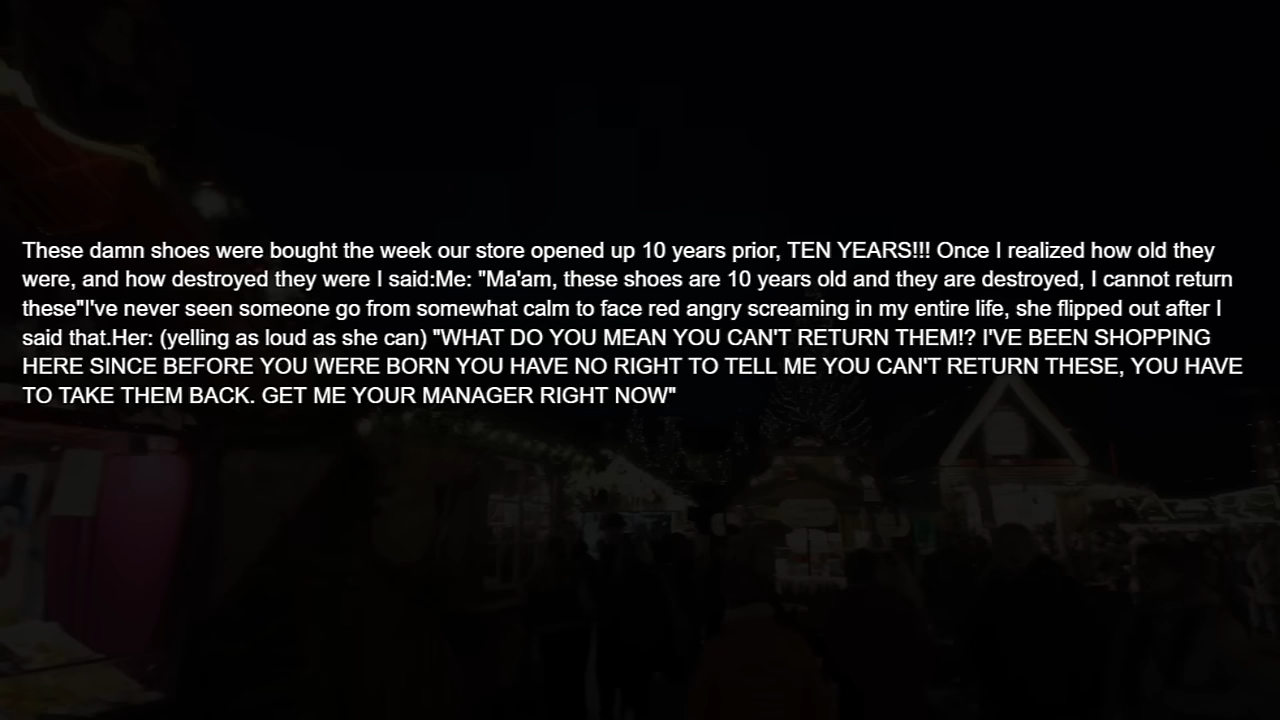 These damn shoes were bought the week our store opened up 10 years prior, TEN YEARS!!! Once I realized how old they
were, and how destroyed they were I said:Me: "Ma'am, these shoes are 10 years old and they are destroyed, I cannot return
these"I've never seen someone go from somewhat calm to face red angry screaming in my entire life, she flipped out after I
said that.Her: (yelling as loud as she can) "WHAT DO YOU MEAN YOU CAN'T RETURN THEM!? I'VE BEEN SHOPPING
HERE SINCE BEFORE YOU WERE BORN YOU HAVE NO RIGHT TO TELL ME YOU CAN'T RETURN THESE, YOU HAVE
TO TAKE THEM BACK. GET ME YOUR MANAGER RIGHT NOW"